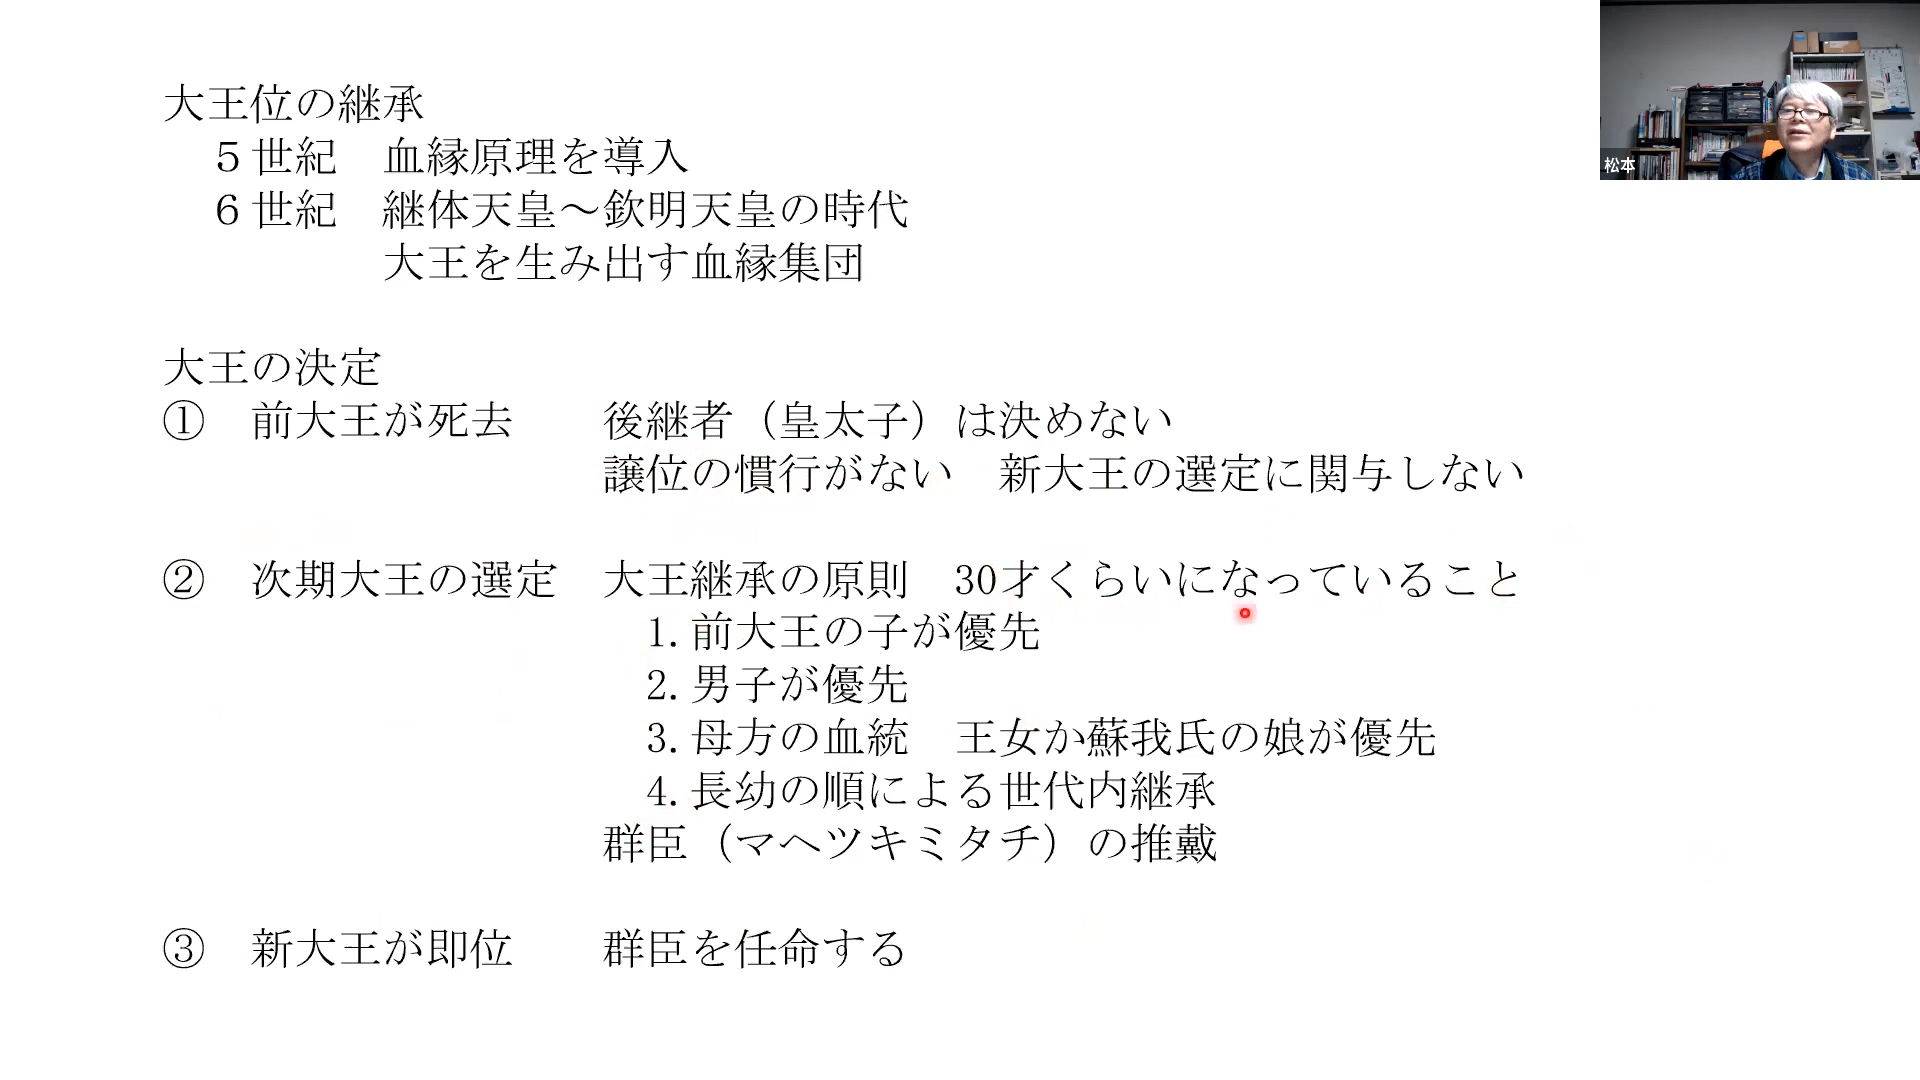 大王位の継承
５世紀　血縁原理を導入
６世紀　継体天皇～欽明天皇の時代
大王を生み出す血縁集団
大王の決定
①　前大王が死去　　後継者（皇太子）は決めない
譲位の慣行がない　新大王の選定に関与しない
②　次期大王の選定　大王継承の原則　30才くらいになっていること
1.前大王の子が優先
2.男子が優先
3.母方の血統　王女か蘇我氏の娘が優先
4.長幼の順による世代内継承
群臣（マヘツキミタチ）の推戴
③　新大王が即位　　群臣を任命する
松本